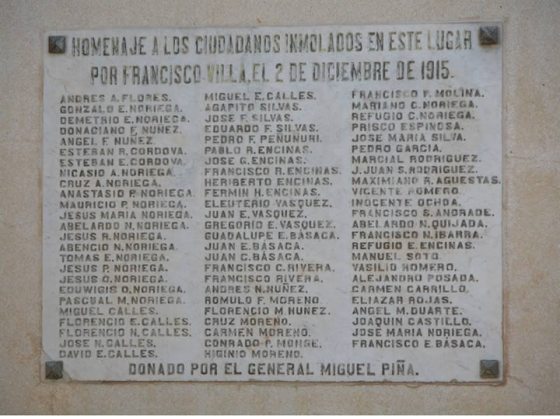 HOMENAJE A LOS CIUDADANOS INMOLADOS EN ESTE LUGAR
POR FRANCISCO VILLA, EL 2 DE DICIEMBRE DE 1915.
ANDRES A. FLORES.
GONZALO E. NORIEGA.
DEMETRIO E. NORIEGA.
DONACIANO F. NUÑEZ.
ANGEL F. NUÑEZ
ESTEBAN R. CORDOVA.
ESTEBAN E. CORDOVA.
NICASIO A. NORIEGA.
CRUZ A. NORIEGA.
ANASTASIO P. NORIEGA.
MAURICIO P. NORIEGA.
JESUS MARIA NORIEGA.
ABELARDO N. NORIEGA.
JESUS R. NORIEGA.
ABENCIO N. NORIEGA.
TOMAS E. NORIEGA.
JESUS P. NORIEGA.
JESUS O. NORIEGA.
EDUWIGIS O. NORIEGA.
PASCUAL M. NORIEGA.
MIGUEL CALLES.
FLORENCIO E. CALLES.
FLORENCIO N. CALLES.
JOSE N. CALLES.
DAVID E. CALLES.
MIGUEL E. CALLES.
AGAPITO SILVAS.
JOSE F. SILVAS.
EDUARDO F. SILVAS.
PEDRO F. PEÑUÑURI.
PABLO R. ENCINAS.
JOSE G. ENCINAS.
FRANCISCO R. ENCINAS.
HERIBERTO ENCINAS.
FERMIN H. ENCINAS.
ELEUTERIO VASQUEZ.
JUAN E. VASQUEZ.
GREGORIO E. VASQUEZ.
GUADALUPE E. BASACA.
JUAN E. BASACA.
JUAN C. BASACA.
FRANCISCO C. RIVERA.
FRANCISCO RIVERA.
ANDRES N. NUÑEZ.
ROMULO F. MORENO
FLORENCIO M NUÑEZ.
CRUZ MORENO.
CARMEN MORENO.
CONRADO P. MONGE.
HIGINIO MORENO.
FRANCISCO F. MOLINA.
MARIANO C. NORIEGA.
REFUGIO C. NORIEGA.
PRISCO ESPINOSA.
JOSE MARIA SILVA.
PEDRO GARCIA.
MARCIAL RODRIGUEZ.
J. JUAN S. RODRIGUEZ.
MAXIMIANO R. AGUESTAS.
VICENTE ROMERO.
INOCENTE OCHOA.
FRANCISCO S. ANDRADE.
ABELARDO N. QUIJADA.
FRANCISCO N. IBARRA.
REFUGIO E. ENCINAS.
MANUEL SOTO.
VASILIO ROMERO.
ALEJANDRO POSADA.
CARMEN CARRILLO.
ELIAZAR ROJAS.
ANGEL M. DUARTE.
JOAQUIN CASTILLO.
JOSE MARIA NORIEGA.
FRANCISCO E. BASACA.
DONADO POR EL GENERAL MIGUEL PIÑA.